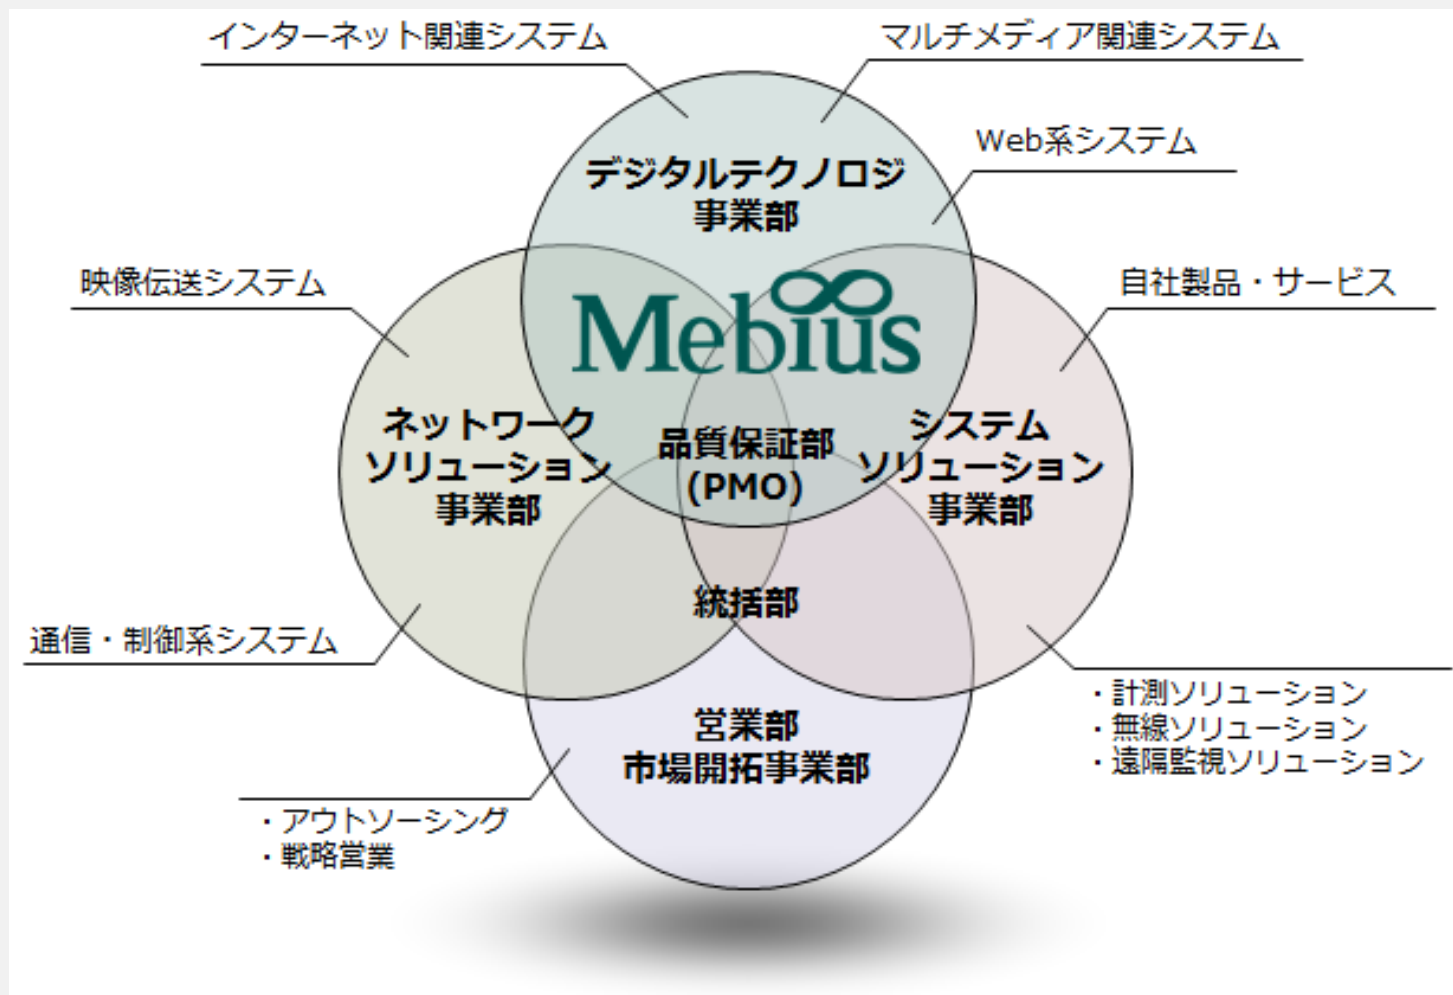 インターネット関連システム
マルチメディア関連システム
Web系システム
デジタルテクノロジ
事業部
映像伝送システム
自社製品・サービス
Mebius
ネットワーク
ソリューション
事業部
品質保証部
(PMO)
システム
ソリューション
事業部
統括部
通信・制御系システム
・計測ソリューション
・無線ソリューション
・遠隔監視ソリューション
営業部
市場開拓事業部
・アウトソーシング
・戦略営業